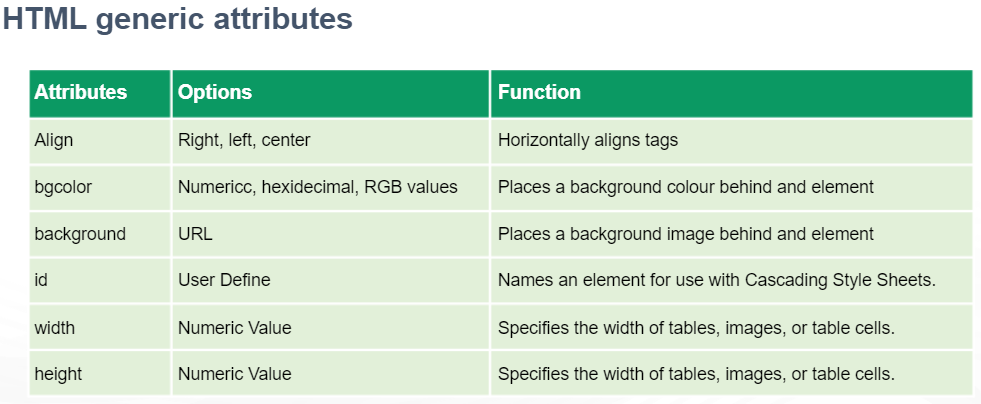 HTML generic attributes
Attributes Options Function
Align Right, left, center Horizontally aligns tags
bgcolor Numericc, hexidecimal, RGB values Places a background colour behind and element
background URL Places a background image behind and element
id User Define Names an element for use with Cascading Style Sheets.
width Numeric Value Specifies the width of tables, images, or table cells.
height Numeric Value Specifies the width of tables, images, or table cells.